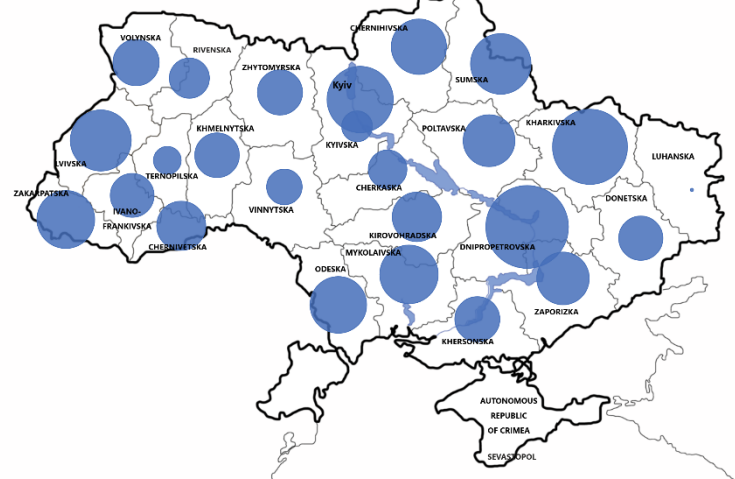 CHERNIHIVSKA
VOLYNSKA
RIVENSKA
ZHYTOMYRSKA
SUMSKA
Kyiv
KHARKIVSKA
KHMELNYTSKA
POLTAVSKA
KYIVSKA
LUHANSKA
LVIVSKA
TERNOPILSKA
CHERKASKA
ZAKARPATSKA
DONETSKA
IVANO-
FRANKIVSKA
VINNYTSKA
KIROVOHRADSKA
CHERNIVETSKA
DNIPROPETROVSKA
MYKOLAIVSKA
ODESKA
ZAPORIZKA
KHERSONSKA
AUTONOMOUS
REPUBLIC
OF CRIMEA
SEVASTOPOL